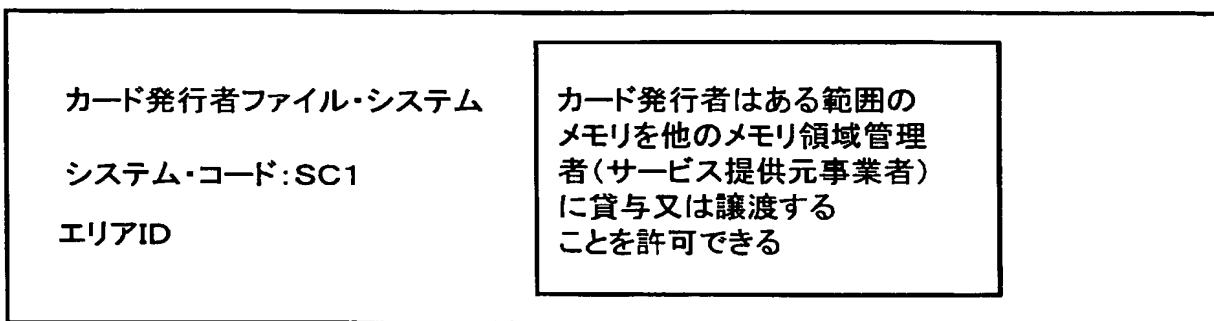 カード発行者ファイル・システム
システム・コード:SC1
エリアID
カード発行者はある範囲の
メモリを他のメモリ領域管理
者(サービス提供元事業者)
に貸与又は譲渡する
ことを許可できる